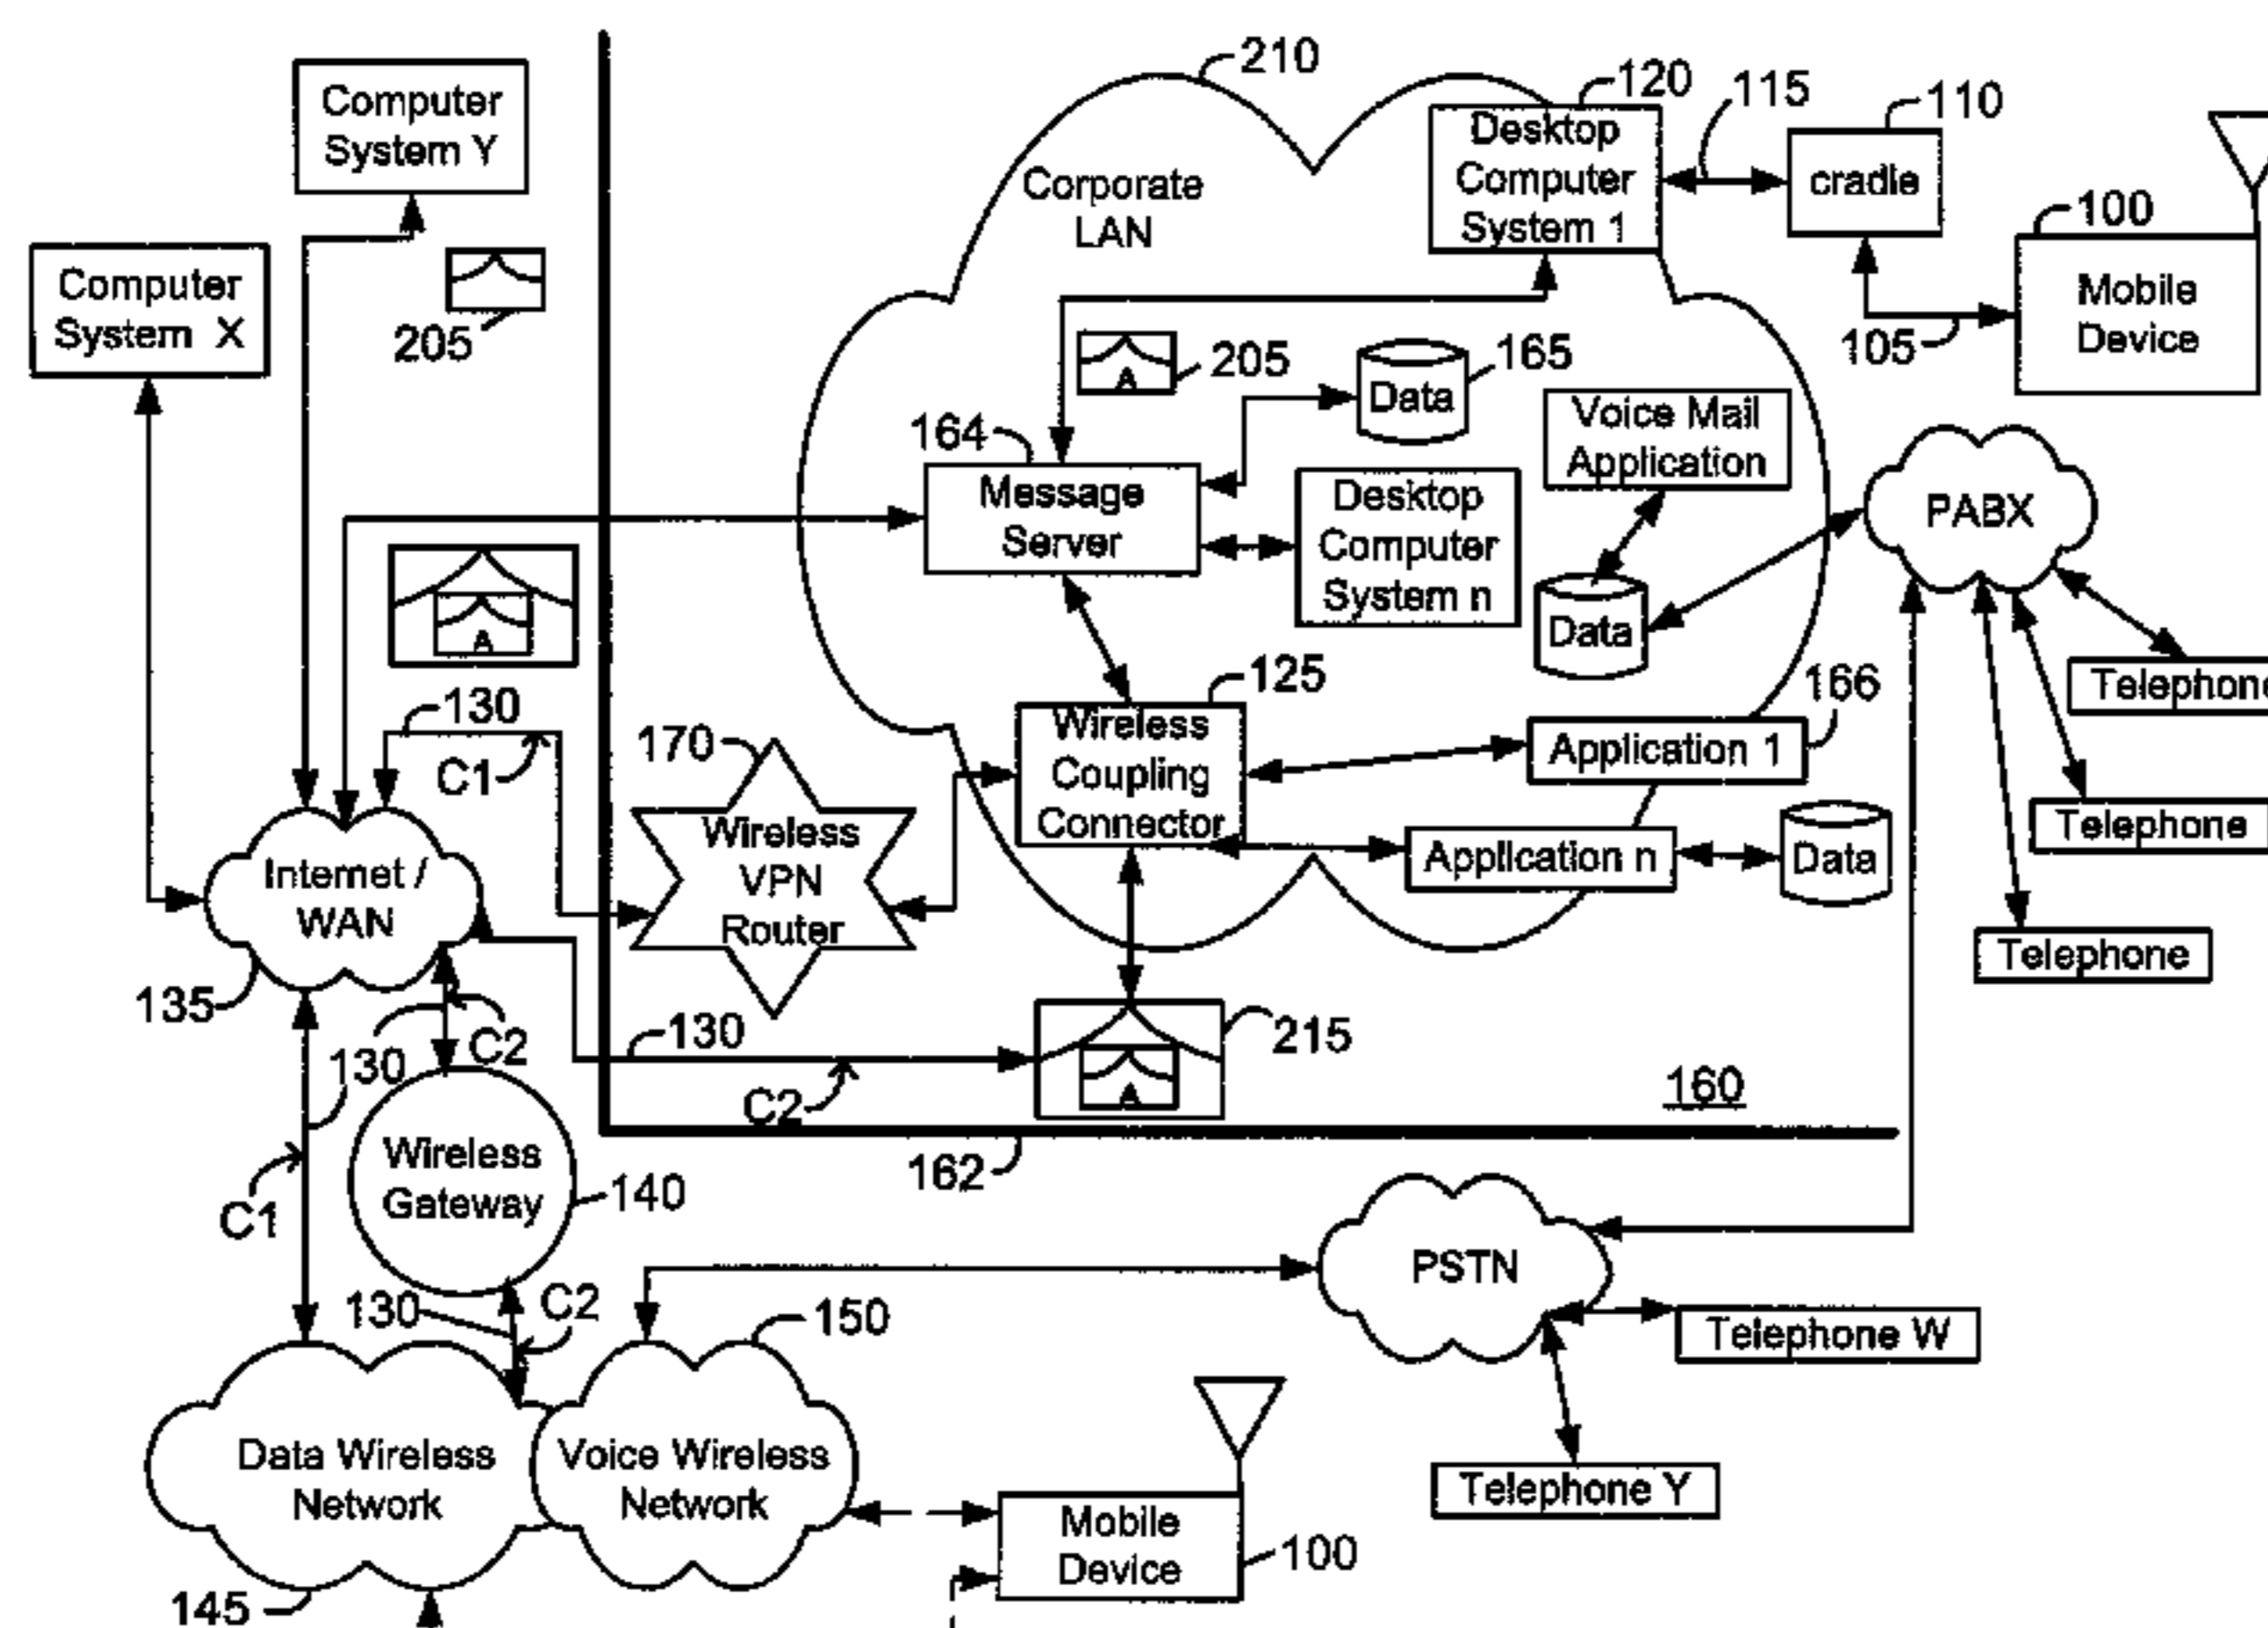 210
120
115
110
Computer
System Y
Desktop
Computer
System 1
cradle
Corporate
LAN
100
Mobile
Device
105
Computer
System X
205
A
205
165
Data
Voice Mail
Application
164
Message
Server
Desktop
Computer
System n
PABX
A
Data
125
166
Telephone
130
C1
170
Wireless
Coupling
Connector
Application 1
Telephone
Wireless
VPN
Router
Application n
Data
Internet /
WAN
Telephone
135
130
C2
130
215
C2
A
160
162
Wireless
Gateway
140
C1
PSTN
130
C2
150
Telephone W
Data Wireless
Network
Voice Wireless
Network
Telephone Y
Mobile
Device
100
145